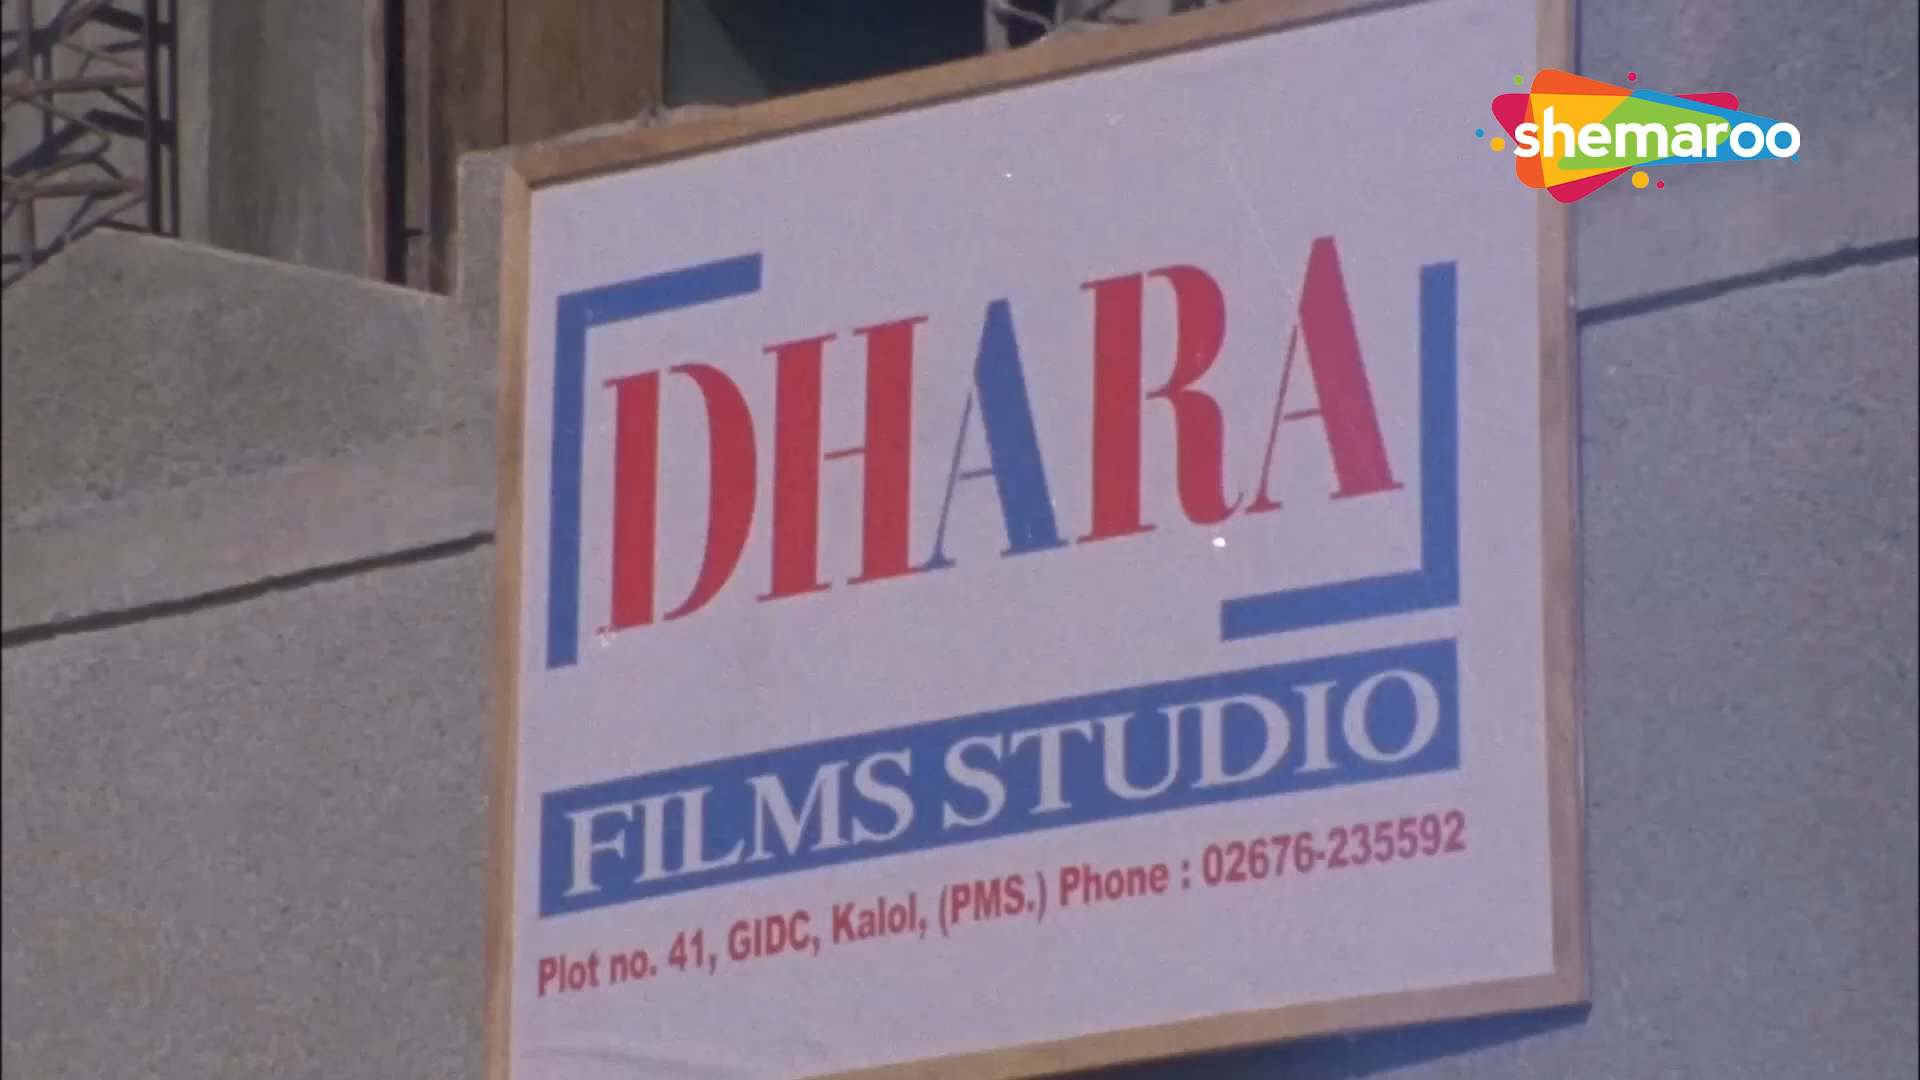 shemaroo
DHARA
FILMS STUDIO
Plot no. 41, GIDC, Kalol, (PMS.) Phone : 02676-235592